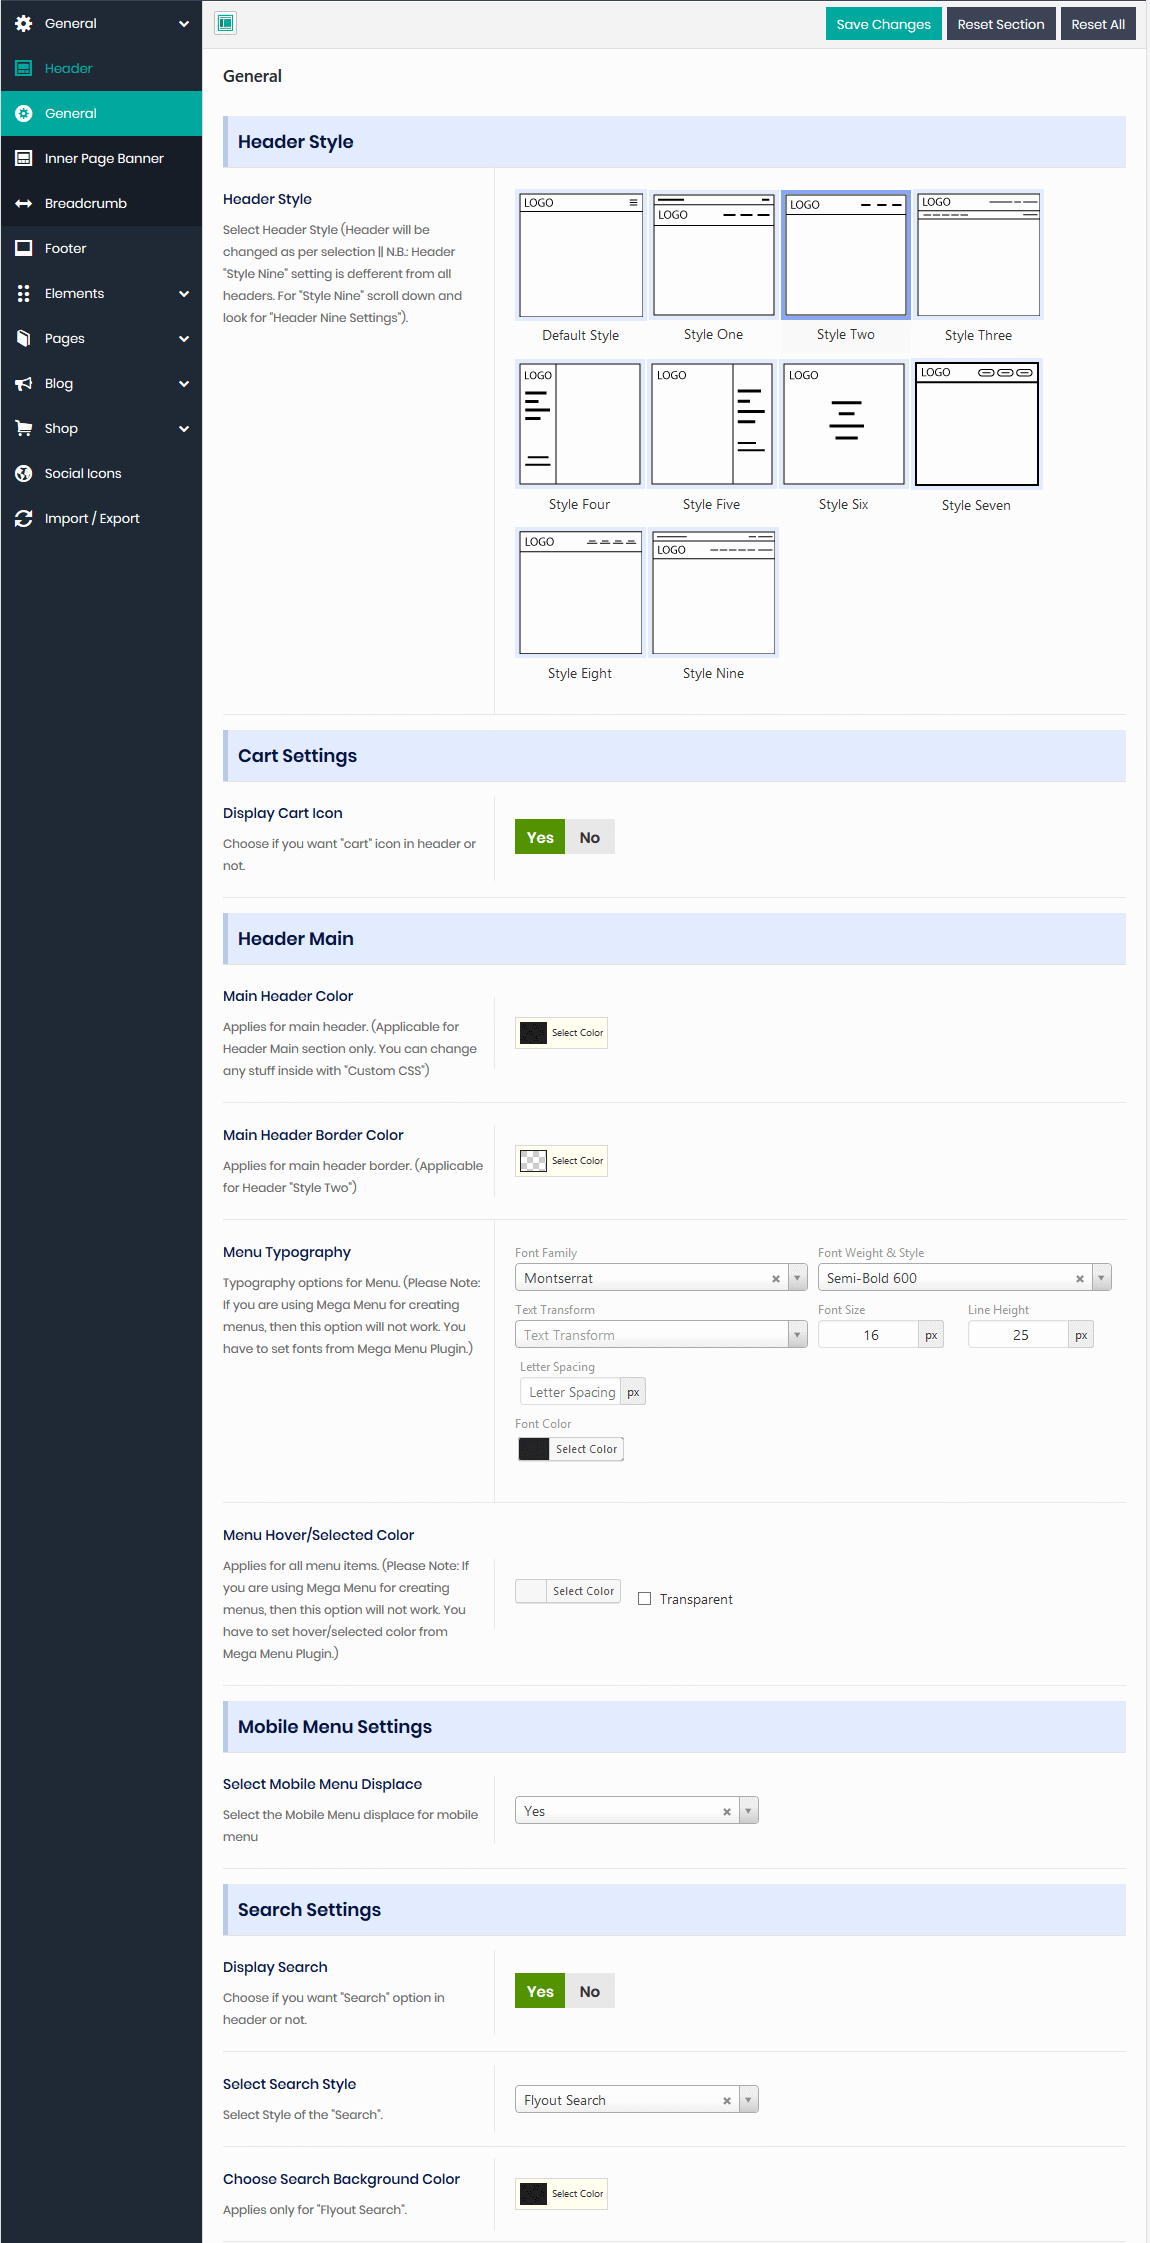 General
Header
General
Inner Page Banner
Breadcrumb
Footer
Elements
Pages
Blog
Shop
Social Icons
Import / Export
Save Changes
Reset Section
Reset All
General
Header Style
Header Style
Select Header Style (Header will be
changed as per selection || N.B.: Header
"Style Nine" setting is defferent from all
headers. For "Style Nine" scroll down and
look for "Header Nine Settings").
LOGO
LOGO
LOGO
LOGO
Default Style
Style One
Style Two
Style Three
LOGO
LOGO
LOGO
LOGO
Style Four
Style Five
Style Six
Style Seven
LOGO
LOGO
Style Eight
Style Nine
Cart Settings
Display Cart Icon
Choose if you want "cart" icon in header or
not.
Yes
No
Header Main
Main Header Color
Applies for main header. (Applicable for
Header Main section only. You can change
any stuff inside with "Custom CSS")
Select Color
Main Header Border Color
Applies for main header border. (Applicable
for Header "Style Two")
Select Color
Menu Typography
Typography options for Menu. (Please Note:
If you are using Mega Menu for creating
menus, then this option will not work. You
have to set fonts from Mega Menu Plugin.)
Font Family
Font Weight & Style
Montserrat
Semi-Bold 600
Text Transform
Font Size
Line Height
Text Transform
16 px
25 px
Letter Spacing
Letter Spacing px
Font Color
Select Color
Menu Hover/Selected Color
Applies for all menu items. (Please Note: If
you are using Mega Menu for creating
menus, then this option will not work. You
have to set hover/selected color from
Mega Menu Plugin.)
Select Color
Transparent
Mobile Menu Settings
Select Mobile Menu Displace
Select the Mobile Menu displace for mobile
menu
Yes
Search Settings
Display Search
Choose if you want "Search" option in
header or not.
Yes
No
Select Search Style
Select Style of the "Search".
Flyout Search
Choose Search Background Color
Applies only for "Flyout Search".
Select Color